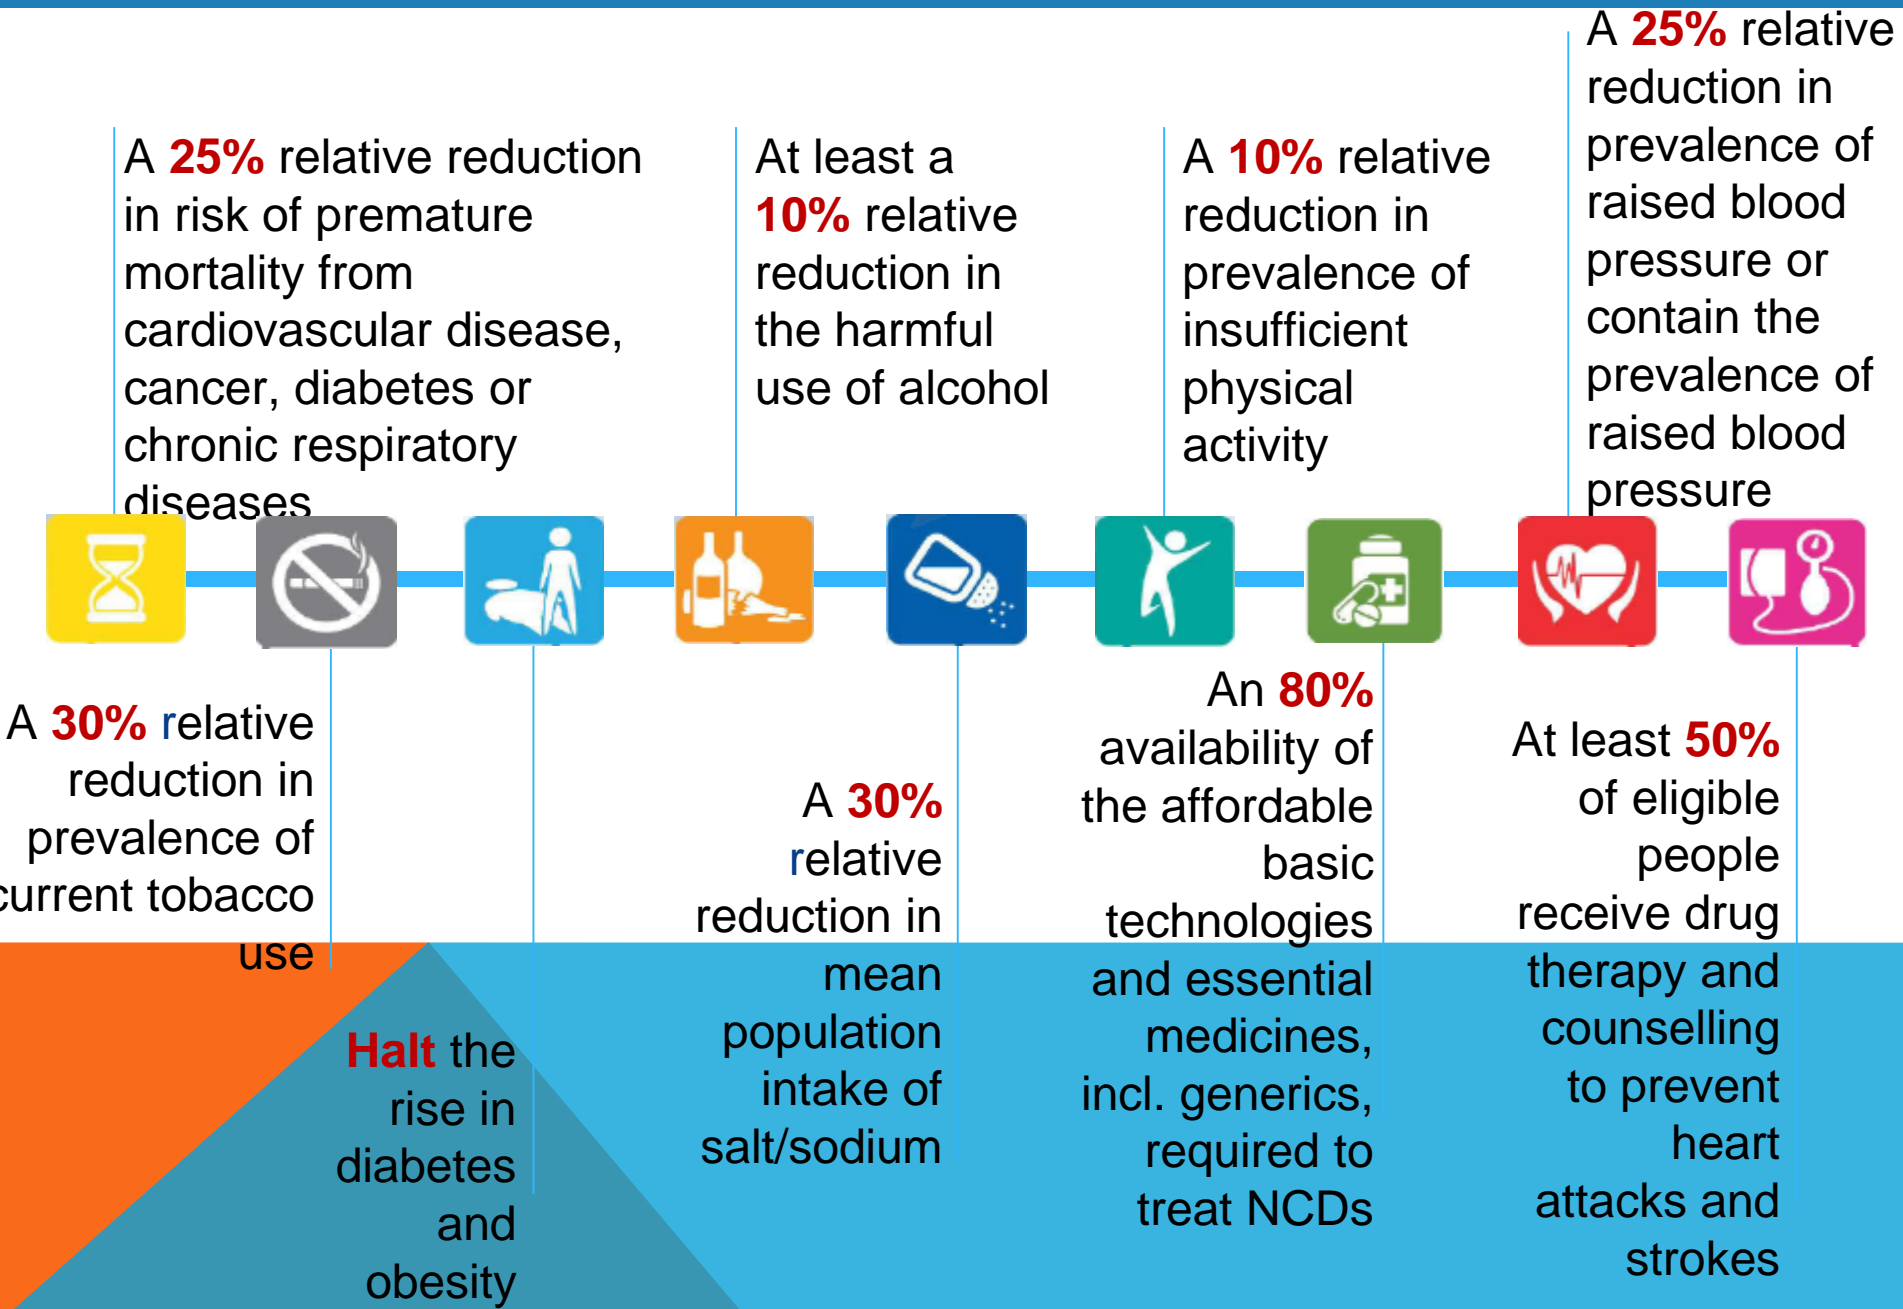 A 25% relative reduction
in risk of premature
mortality from
cardiovascular disease,
cancer, diabetes or
chronic respiratory
diseases
At least a
10% relative
reduction in
the harmful
use of alcohol
A 10% relative
reduction in
prevalence of
insufficient
physical
activity
A 25% relative
reduction in
prevalence of
raised blood
pressure or
contain the
prevalence of
raised blood
pressure
A 30% relative
reduction in
prevalence of
current tobacco
use
Halt the
rise in
diabetes
and
obesity
A 30%
relative
reduction in
mean
population
intake of
salt/sodium
An 80%
availability of
the affordable
basic
technologies
and essential
medicines,
incl. generics,
required to
treat NCDs
At least 50%
of eligible
people
receive drug
therapy and
counselling
to prevent
heart
attacks and
strokes